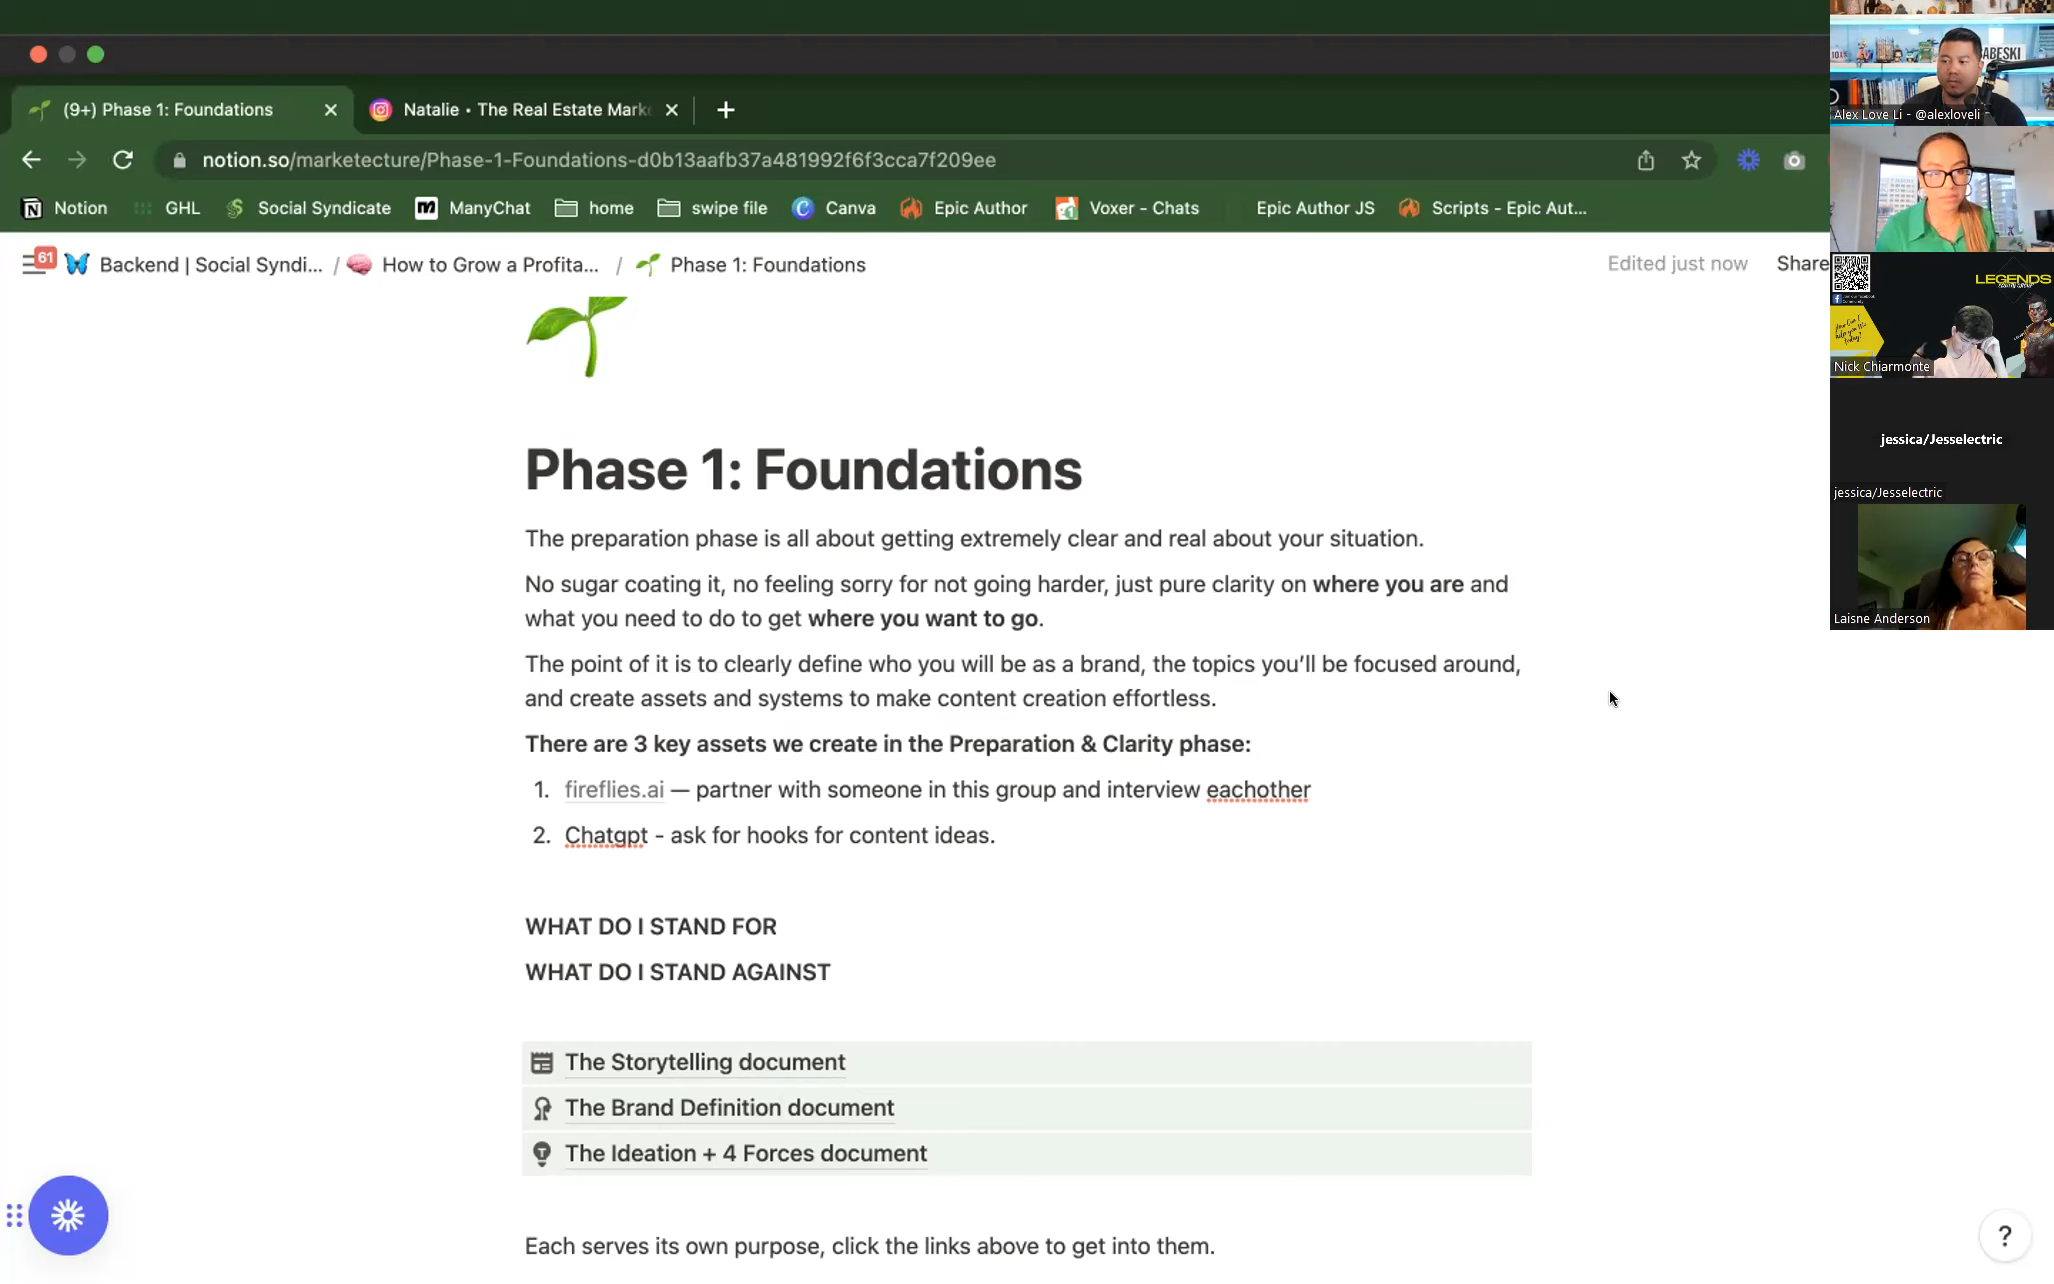 (9+) Phase 1: Foundations
Natalie • The Real Estate Mark
notion.so/marketecture/Phase-1-Foundations-d0b13aafb37a481992f6f3cca7f209ee
Notion
GHL
Social Syndicate
ManyChat
home
swipe file
Canva
Epic Author
1
Voxer - Chats
Epic Author JS
Scripts - Epic Aut...
61
Backend | Social Syndi... / How to Grow a Profita... / Phase 1: Foundations
Edited just now
Share
Phase 1: Foundations
The preparation phase is all about getting extremely clear and real about your situation.
No sugar coating it, no feeling sorry for not going harder, just pure clarity on where you are and
what you need to do to get where you want to go.
The point of it is to clearly define who you will be as a brand, the topics you’ll be focused around,
and create assets and systems to make content creation effortless.
There are 3 key assets we create in the Preparation & Clarity phase:
1. fireflies.ai — partner with someone in this group and interview eachother
2. Chatgpt - ask for hooks for content ideas.
WHAT DO I STAND FOR
WHAT DO I STAND AGAINST
The Storytelling document
The Brand Definition document
The Ideation + 4 Forces document
Each serves its own purpose, click the links above to get into them.
?
ABESKI
Alex Love Li - @alexloveli
LEGENDS
Nick Chiarmonte
jessica/Jesselectric
jessica/Jesselectric
Laisne Anderson